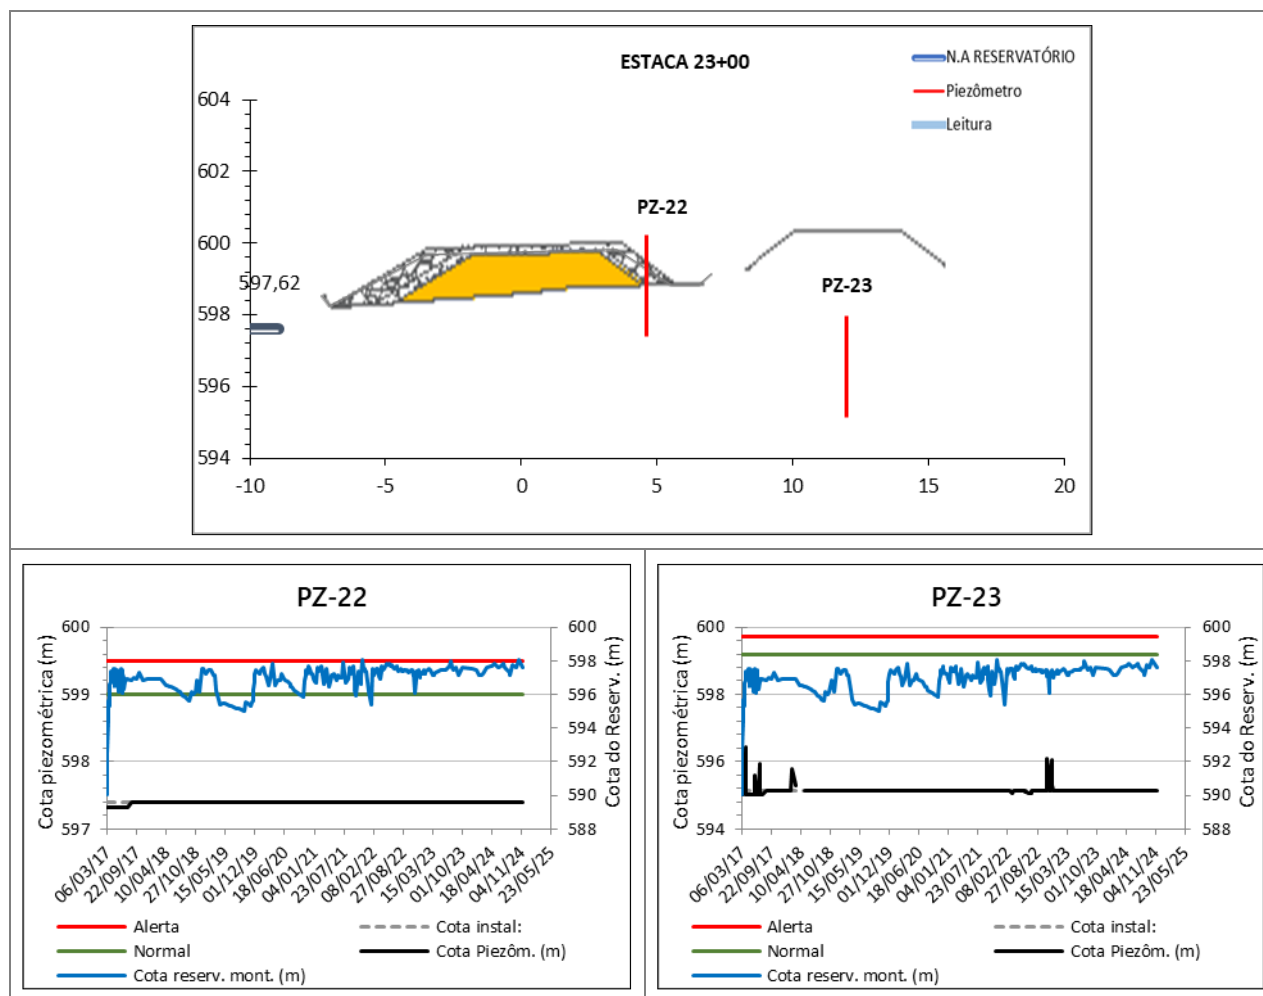 ESTACA 23+00
N.A RESERVATÓRIO
Piezômetro
Leitura
604
602
600
598
596
594
597,62
PZ-22
PZ-23
-10 -5 0 5 10 15 20
PZ-22
Cota piezométrica (m)
600
599
598
597
Cota do Reserv. (m)
600
598
596
594
592
590
588
06/03/17
22/09/17
10/04/18
27/10/18
15/05/19
01/12/19
18/06/20
04/01/21
23/07/21
08/02/22
27/08/22
15/03/23
01/10/23
18/04/24
04/11/24
23/05/25
Alerta
Cota instal:
Normal
Cota Piezôm. (m)
Cota reserv. mont. (m)
PZ-23
Cota piezométrica (m)
600
598
596
594
Cota do Reserv. (m)
600
598
596
594
592
590
588
06/03/17
22/09/17
10/04/18
27/10/18
15/05/19
01/12/19
18/06/20
04/01/21
23/07/21
08/02/22
27/08/22
15/03/23
01/10/23
18/04/24
04/11/24
23/05/25
Alerta
Cota instal:
Normal
Cota Piezôm. (m)
Cota reserv. mont. (m)